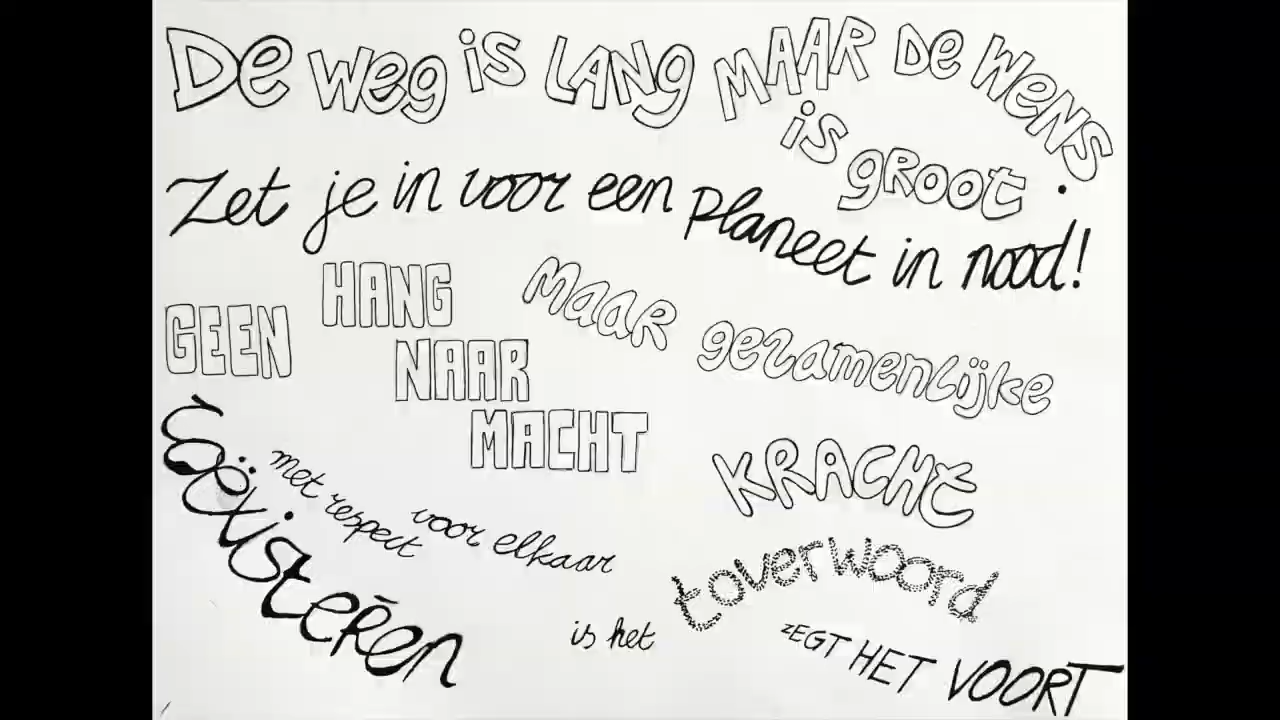 De weg is LANG MAAR De WeNS
is gROOt.
Zet je in voor een planeet in nood!
GEEN HANG NAAR MACHT
MaaR gezamenlijke
KRACHt
Coëxisteren
met respect
voor elkaar
is het toverwoord
ZEGT HET VOORT